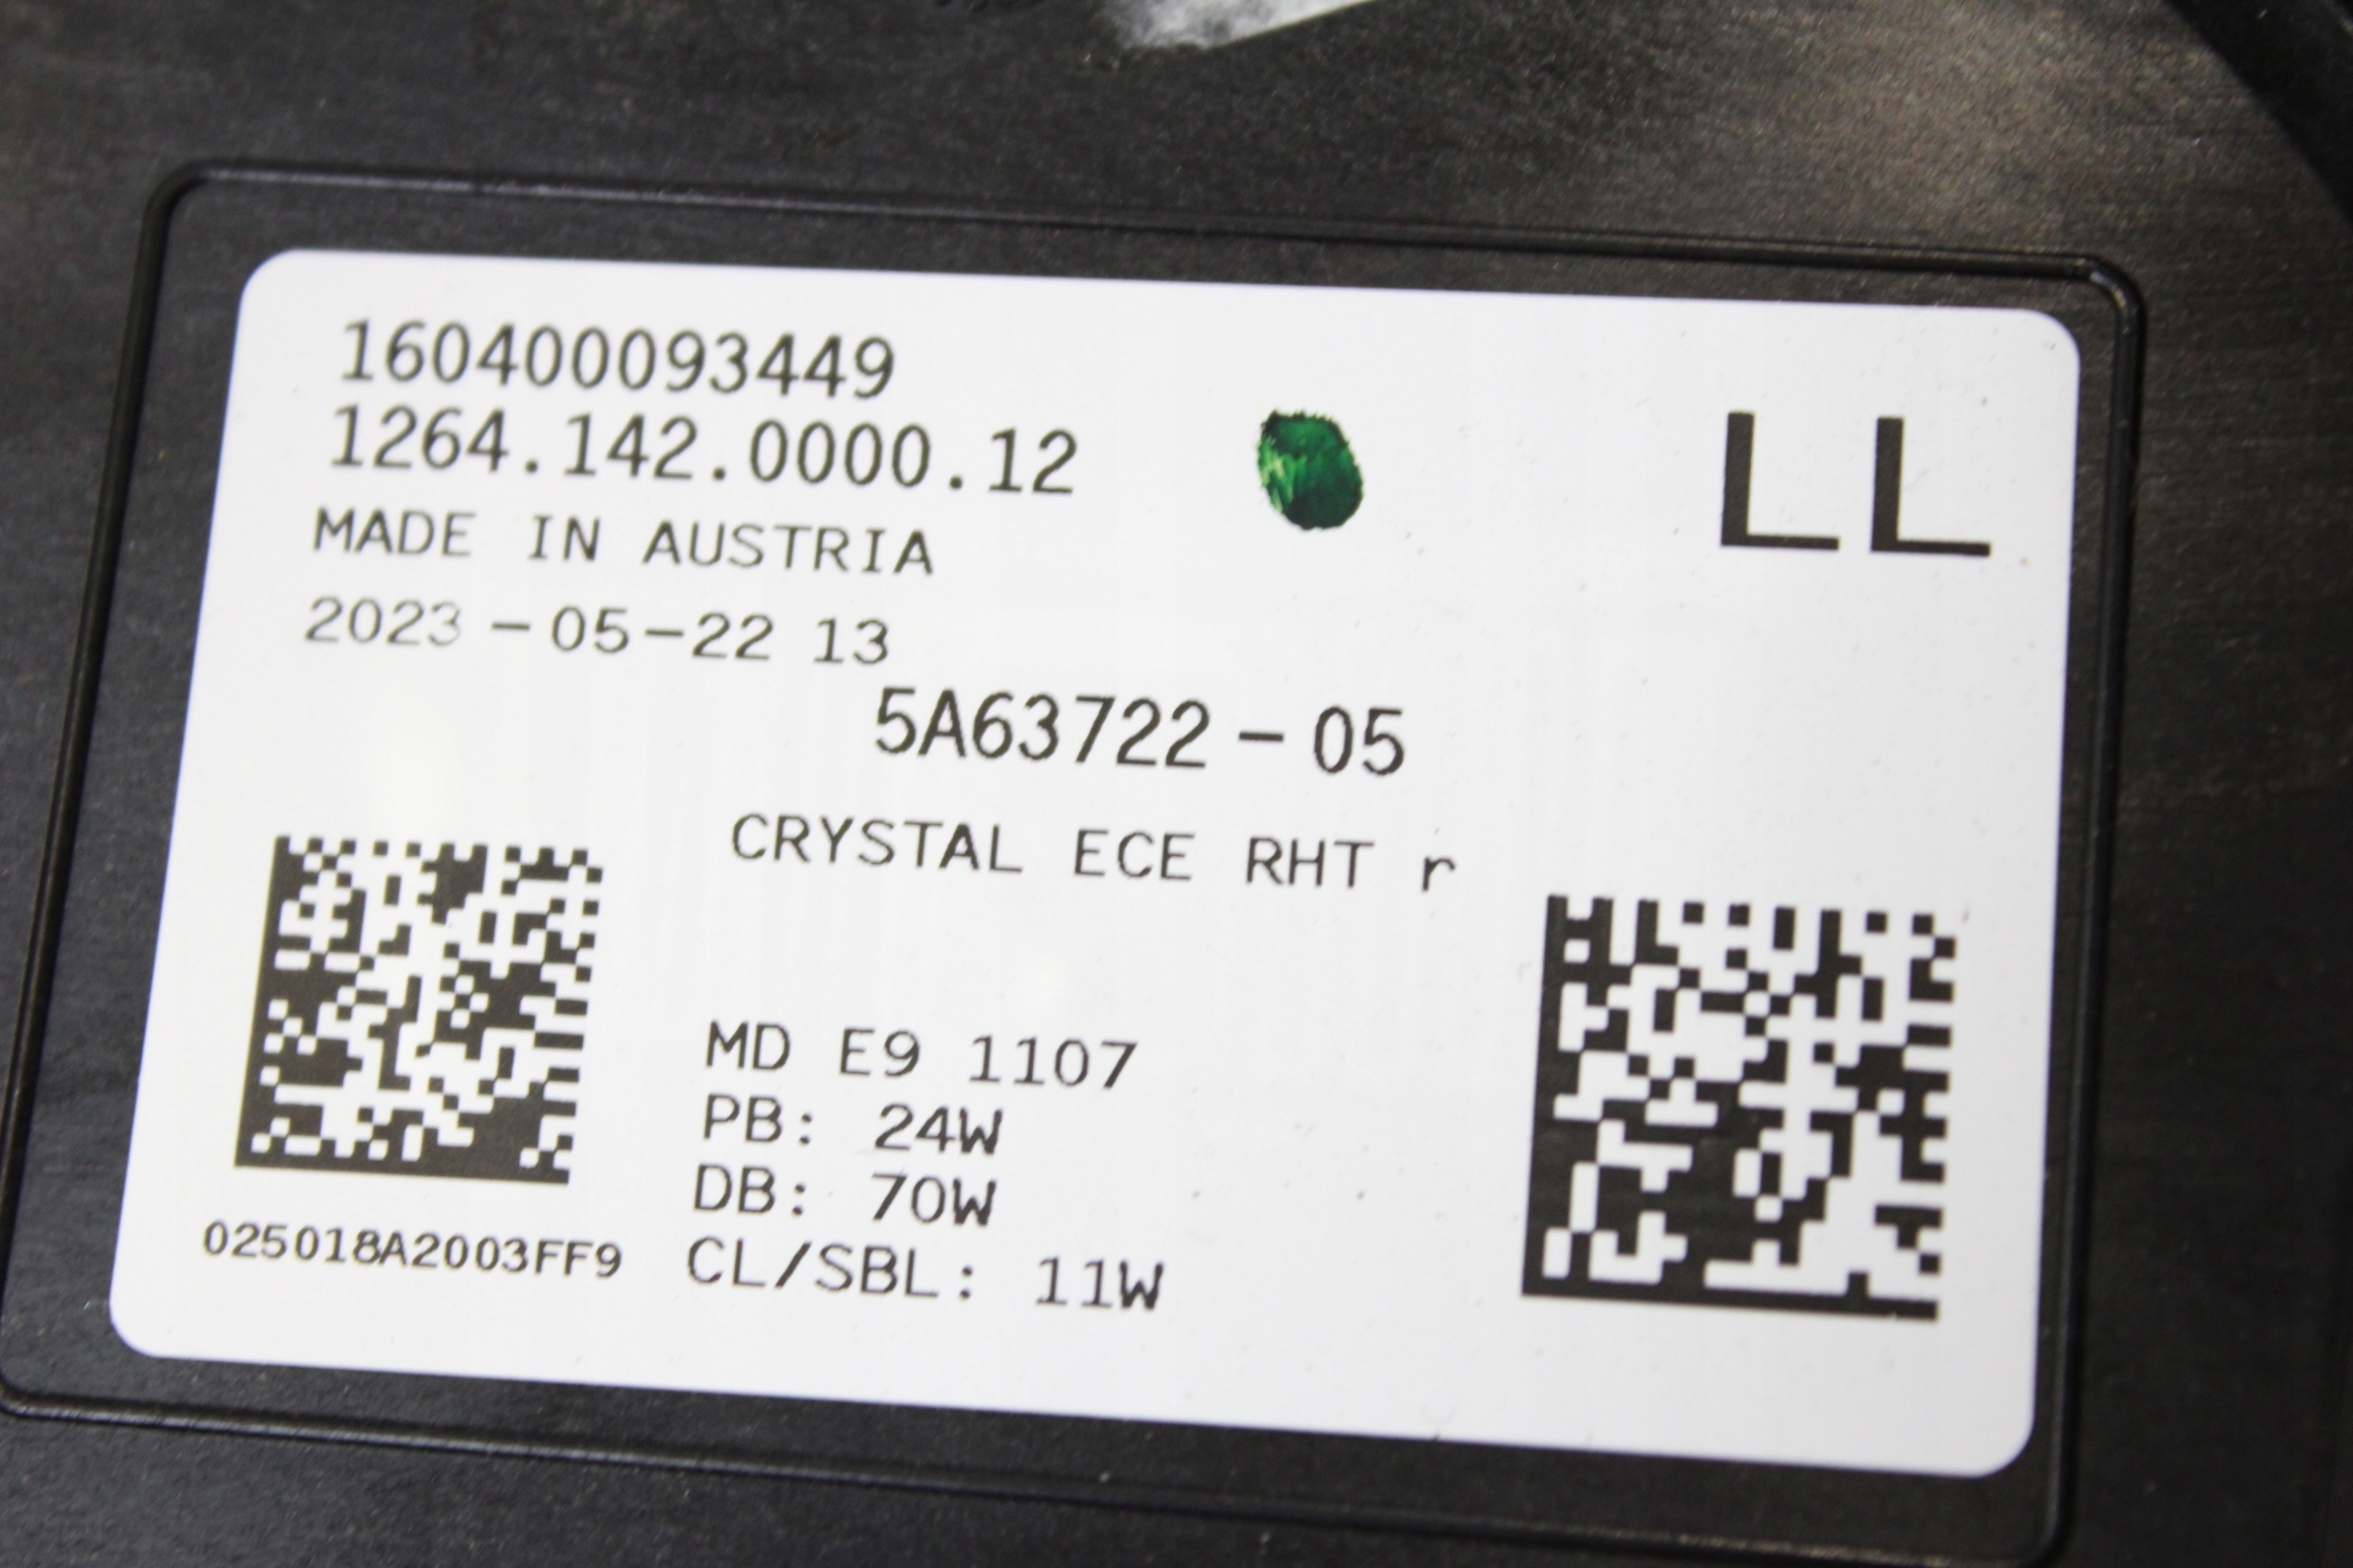 160400093449
1264.142.0000.12
LL
MADE IN AUSTRIA
2023-05-22 13
5A63722-05
CRYSTAL ECE RHT r
MD E9 1107
PB: 24W
DB: 70W
CL/SBL: 11W
025018A2003FF9